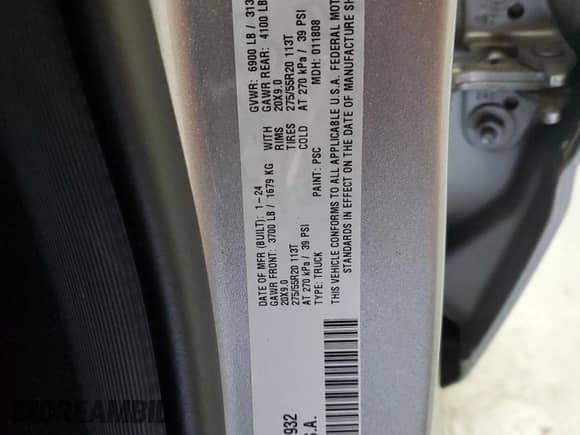 DATE OF MFR (BUILT): 1-24 GVWR: 6900 LB / 313
GAWR FRONT: 3700 LB / 1679 KG WITH GAWR REAR: 4100 LB
20X9.0 RIMS 20X9.0
275/55R20 113T TIRES 275/55R20 113T
AT 270 kPa / 39 PSI COLD AT 270 kPa / 39 PSI
TYPE: TRUCK PAINT: PSC MDH: 011808
THIS VEHICLE CONFORMS TO ALL APPLICABLE U.S.A. FEDERAL MOT
STANDARDS IN EFFECT ON THE DATE OF MANUFACTURE SH
932
.A.
DREAMBID